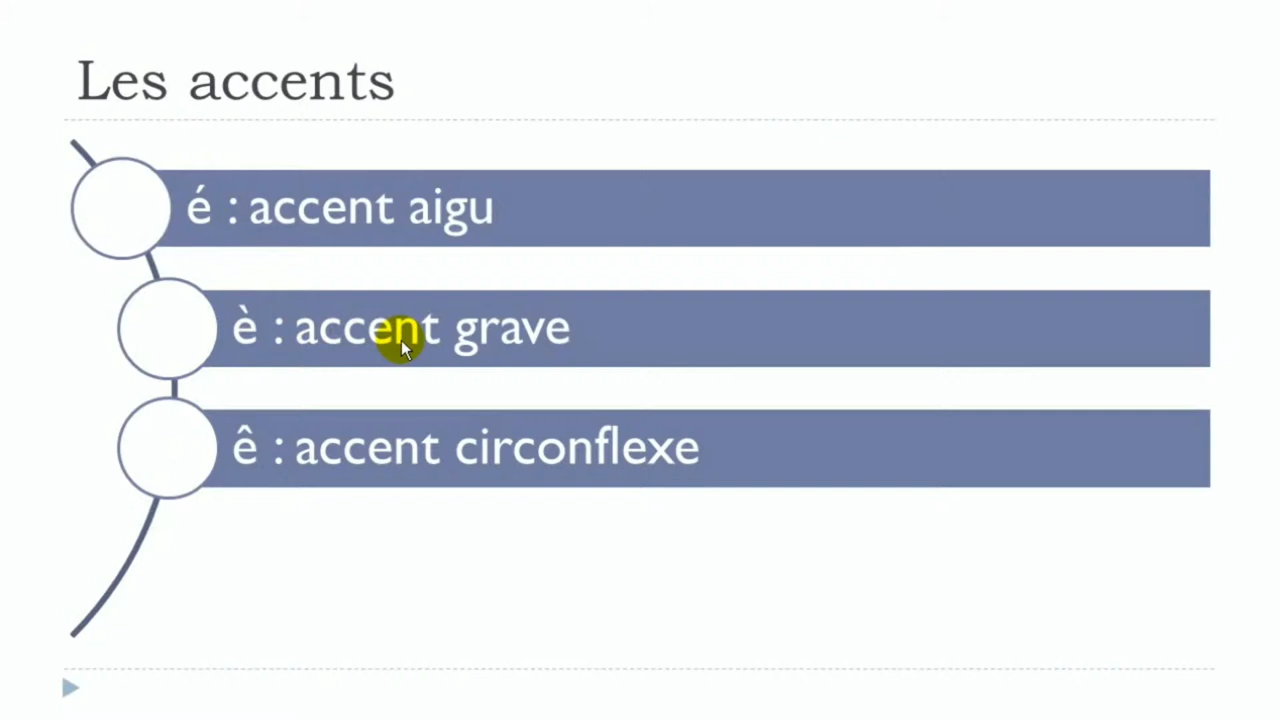 Les accents
é : accent aigu
è : accent grave
ê : accent circonflexe